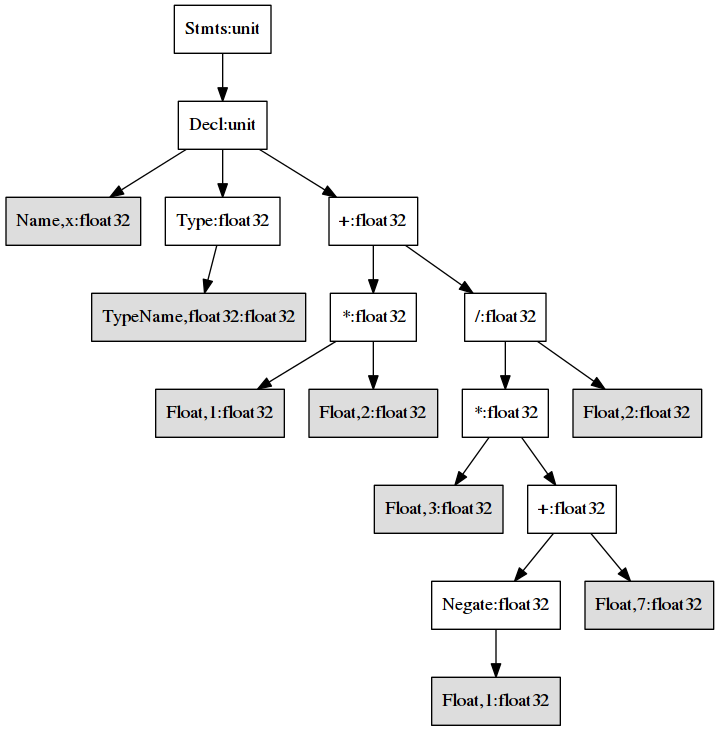 Stmts:unit
Decl:unit
Name,x:float32
Type:float32
+:float32
TypeName,float32:float32
*:float32
/:float32
Float,1:float32
Float,2:float32
*:float32
Float,2:float32
Float,3:float32
+:float32
Negate:float32
Float,7:float32
Float,1:float32